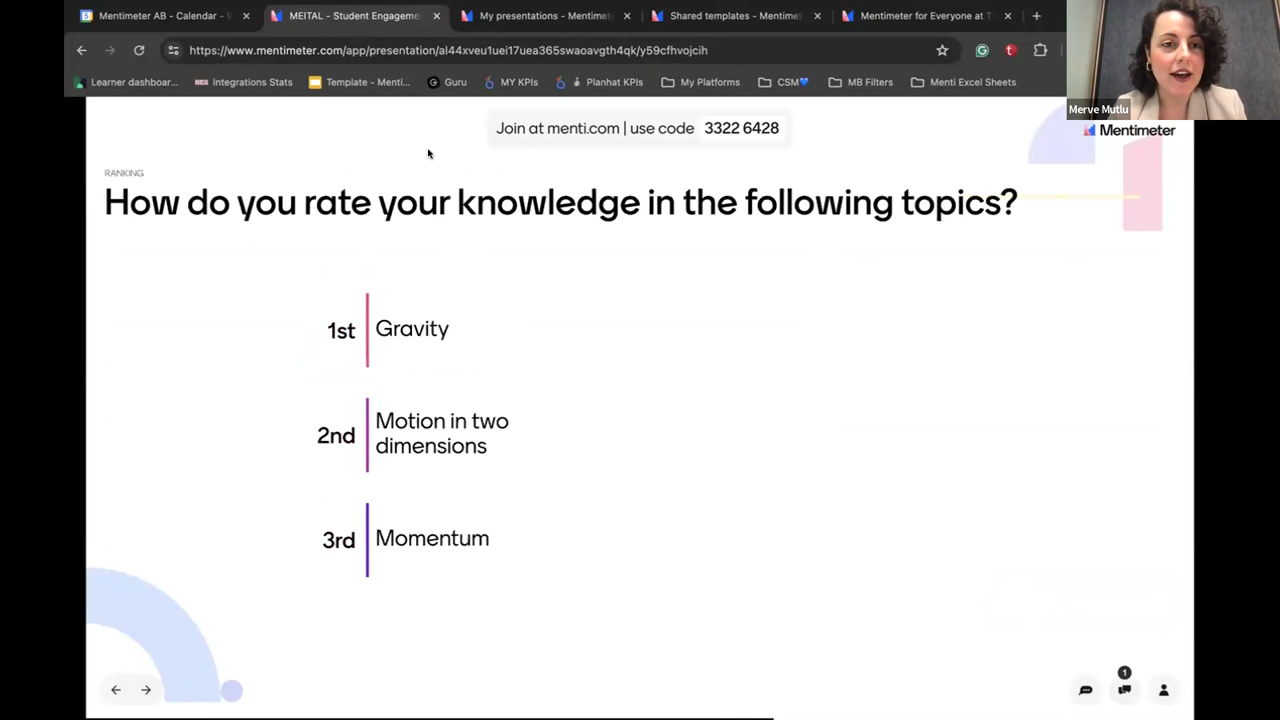 Mentimeter AB - Calendar - W
MEITAL - Student Engageme
My presentations - Mentimet
Shared templates - Mentime
Mentimeter for Everyone at T
https://www.mentimeter.com/app/presentation/al44xveu1uei17uea365swaoavgth4qk/y59cfhvojcih
Learner dashboar...
Integrations Stats
Template - Menti...
Guru
MY KPIs
Planhat KPIs
My Platforms
CSM
MB Filters
Menti Excel Sheets
Merve Mutlu
Join at menti.com | use code 3322 6428
Mentimeter
RANKING
How do you rate your knowledge in the following topics?
1st Gravity
2nd Motion in two
dimensions
3rd Momentum
1